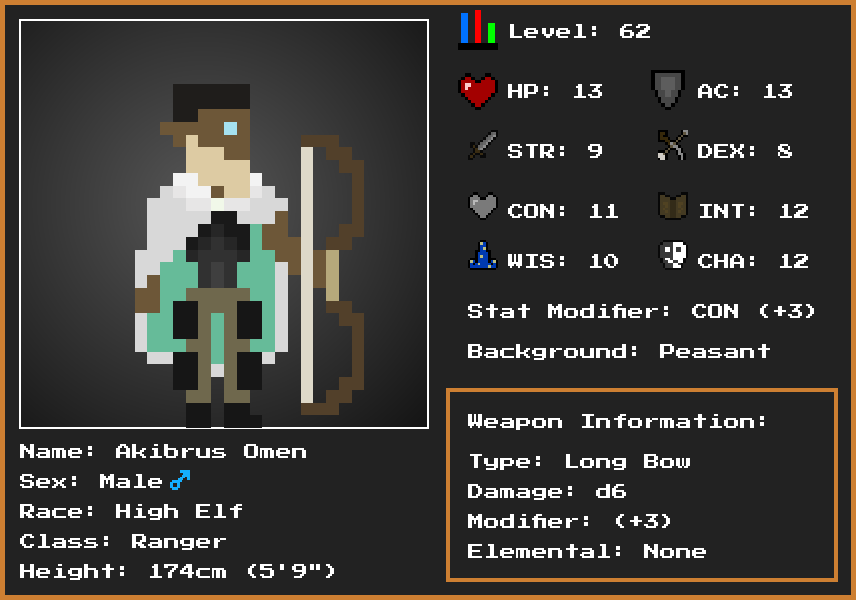 Level: 62
HP: 13 AC: 13
STR: 9 DEX: 8
CON: 11 INT: 12
WIS: 10 CHA: 12
Stat Modifier: CON (+3)
Background: Peasant
Weapon Information:
Type: Long Bow
Damage: d6
Modifier: (+3)
Elemental: None
Name: Akibrus Omen
Sex: Male ♂
Race: High Elf
Class: Ranger
Height: 174cm (5'9")